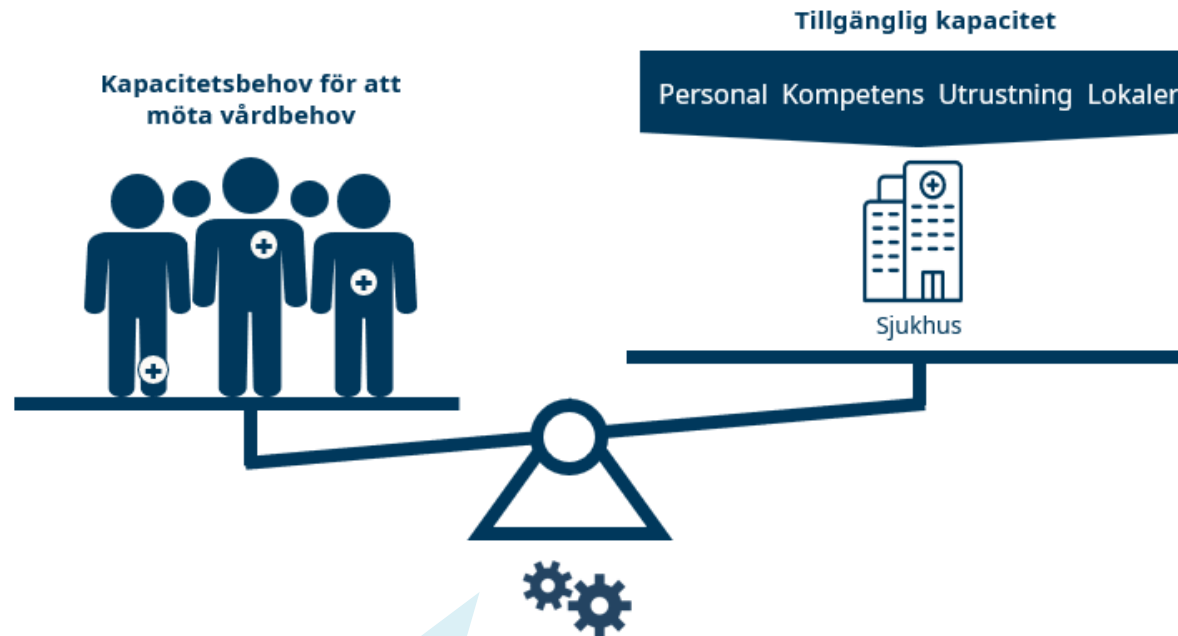 Kapacitetsbehov för att
möta vårdbehov
Tillgänglig kapacitet
Personal Kompetens Utrustning Lokaler
Sjukhus